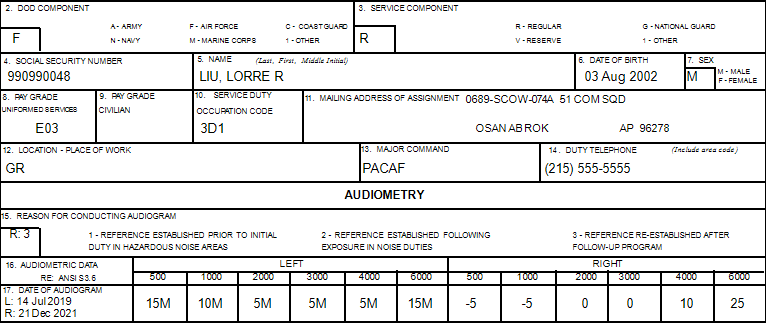 2. DOD COMPONENT
A - ARMY F - AIR FORCE C - COASTGUARD
F N - NAVY M - MARINE CORPS 1 - OTHER
3. SERVICE COMPONENT
R - REGULAR G - NATIONAL GUARD
R V - RESERVE 1 - OTHER
4. SOCIAL SECURITY NUMBER
990990048
5. NAME (Last, First, Middle Initial)
LIU, LORRE R
6. DATE OF BIRTH
03 Aug 2002
7. SEX
M M - MALE
F - FEMALE
8. PAY GRADE
UNIFORMED SERVICES
E03
9. PAY GRADE
CIVILIAN
10. SERVICE DUTY
OCCUPATION CODE
3D1
11. MAILING ADDRESS OF ASSIGNMENT 0689-SCOW-074A 51 COM SQD
OSAN AB ROK AP 96278
12. LOCATION - PLACE OF WORK
GR
13. MAJOR COMMAND
PACAF
14. DUTY TELEPHONE (Include area code)
(215) 555-5555
AUDIOMETRY
15. REASON FOR CONDUCTING AUDIOGRAM
R: 3
1 - REFERENCE ESTABLISHED PRIOR TO INITIAL
DUTY IN HAZARDOUS NOISE AREAS
2 - REFERENCE ESTABLISHED FOLLOWING
EXPOSURE IN NOISE DUTIES
3 - REFERENCE RE-ESTABLISHED AFTER
FOLLOW-UP PROGRAM
16. AUDIOMETRIC DATA
RE: ANSI S3.6
LEFT RIGHT
500 1000 2000 3000 4000 6000 500 1000 2000 3000 4000 6000
17. DATE OF AUDIOGRAM
L: 14 Jul 2019
R: 21 Dec 2021
15M 10M 5M 5M 5M 15M -5 -5 0 0 10 25